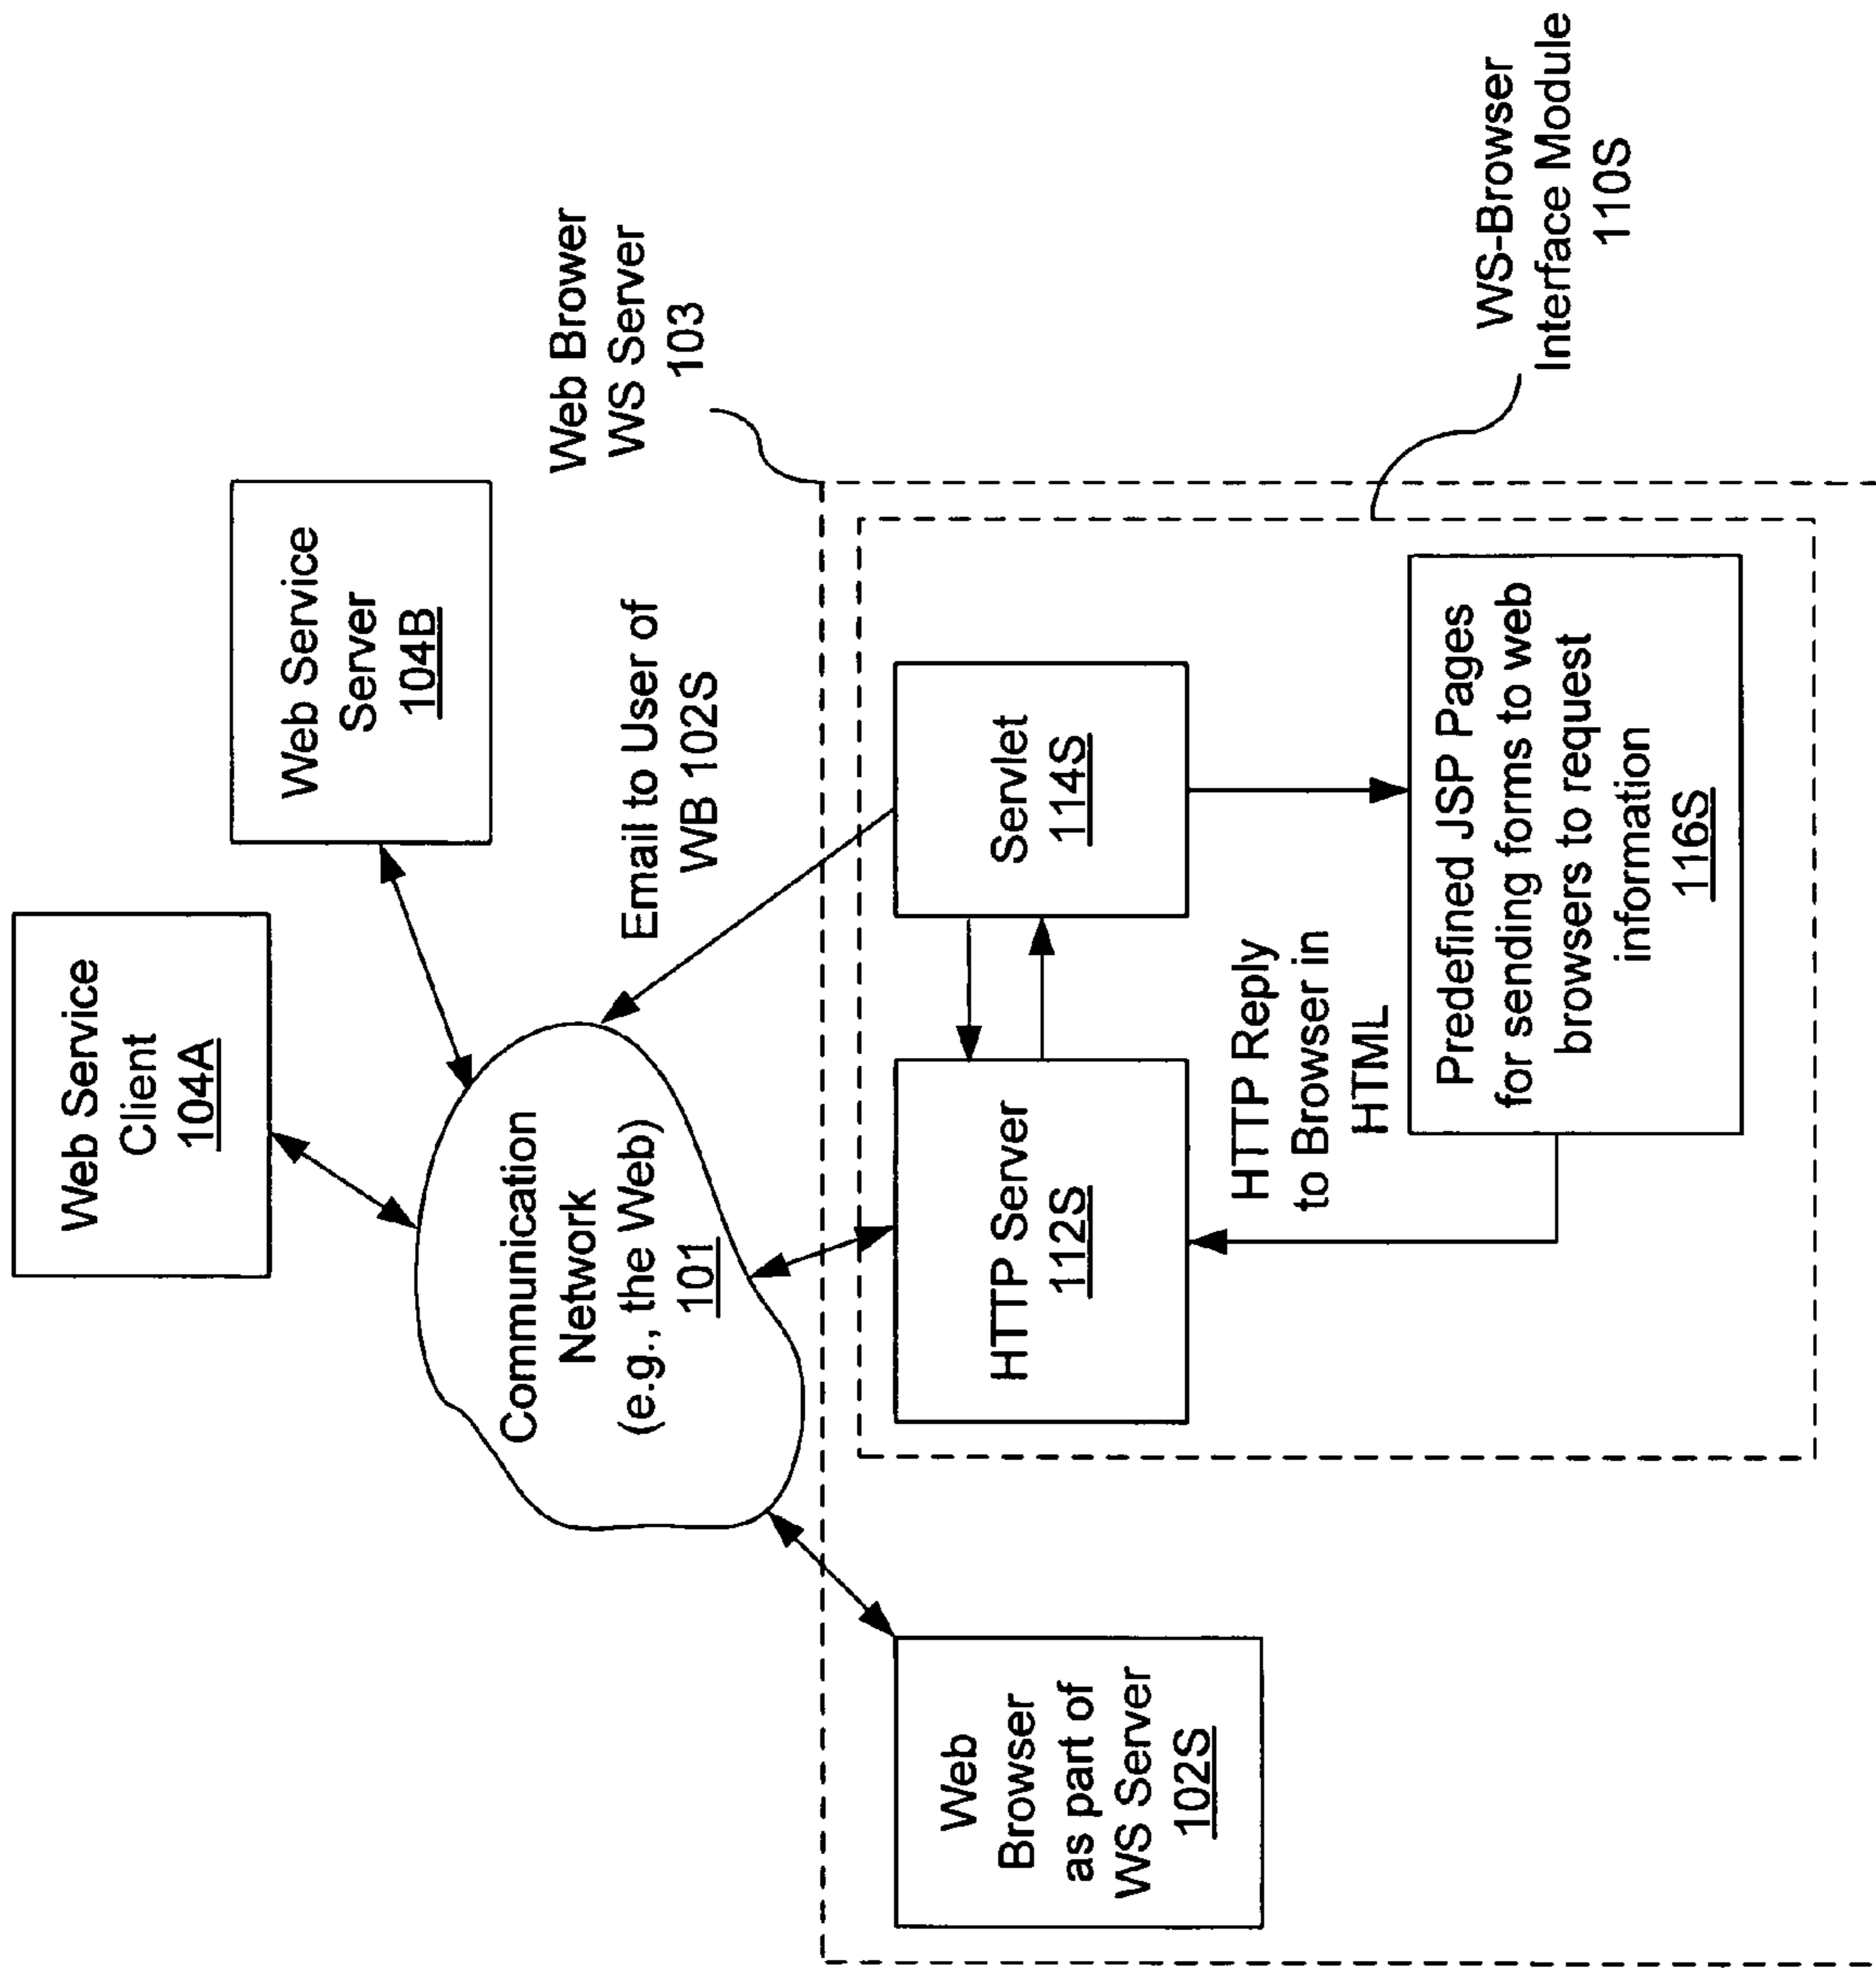 Web Service
Client
104A
Web Service
Server
104B
Communication
Network
(e.g., the Web)
101
Email to User of
WB 102S
Web Brower
WS Server
103
Web
Browser
as part of
WS Server
102S
HTTP Server
112S
Servlet
114S
HTTP Reply
to Browser in
HTML
Predefined JSP Pages
for sending forms to web
browsers to request
information
116S
WS-Browser
Interface Module
110S